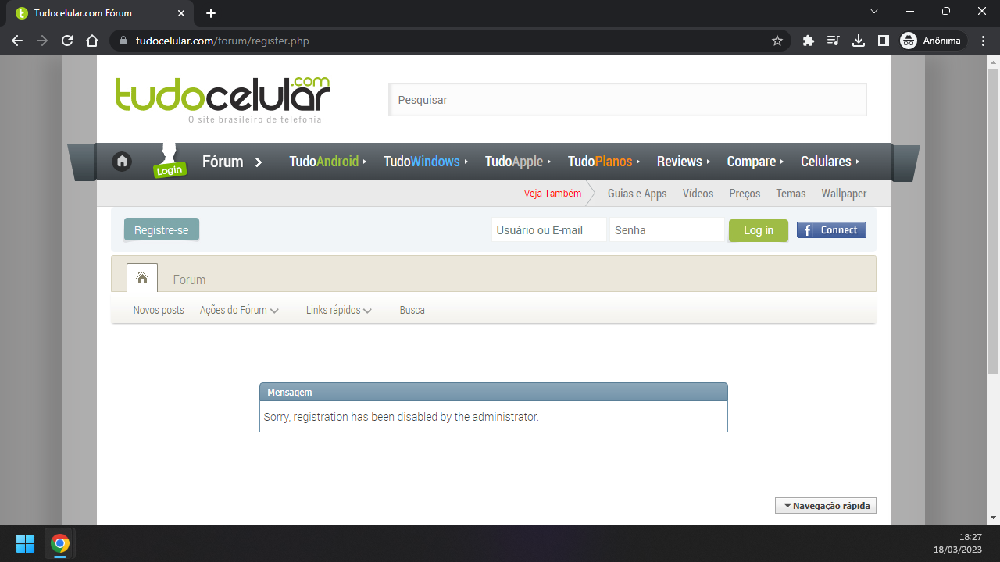 Tudocelular.com Fórum
tudocelular.com/forum/register.php
Anônima
tudocelular.com
O site brasileiro de telefonia
Pesquisar
Login
Fórum
TudoAndroid
TudoWindows
TudoApple
TudoPlanos
Reviews
Compare
Celulares
Veja Também
Guias e Apps
Vídeos
Preços
Temas
Wallpaper
Registre-se
Usuário ou E-mail
Senha
Log in
f Connect
Forum
Novos posts
Ações do Fórum
Links rápidos
Busca
Mensagem
Sorry, registration has been disabled by the administrator.
Navegação rápida
18:27
18/03/2023